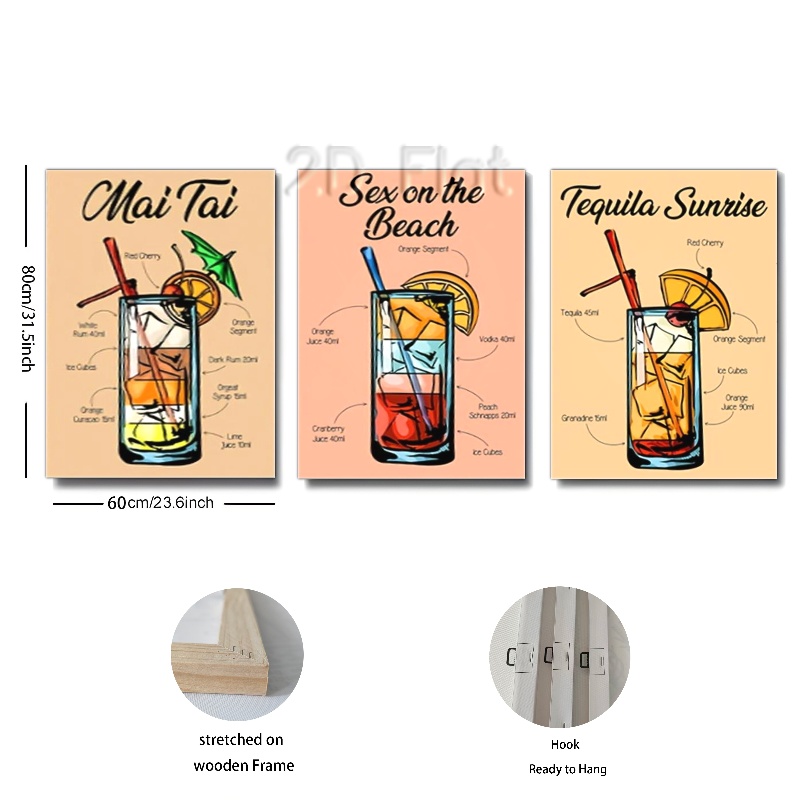 2D Flat
Mai Tai
Red Cherry
White
Rum 40ml
Orange
Segment
Ice Cubes
Dark Rum 20ml
Orgeat
Syrup 15ml
Orange
Curacao 15ml
Lime
Juice 10ml
Sex on the
Beach
Orange Segment
Orange
Juice 40ml
Vodka 40ml
Peach
Schnapps 20ml
Cranberry
Juice 40ml
Ice Cubes
Tequila Sunrise
Red Cherry
Tequila 45ml
Orange Segment
Ice Cubes
Orange
Juice 90ml
Granadine 15ml
80cm/31.5inch
60cm/23.6inch
stretched on
wooden Frame
Hook
Ready to Hang